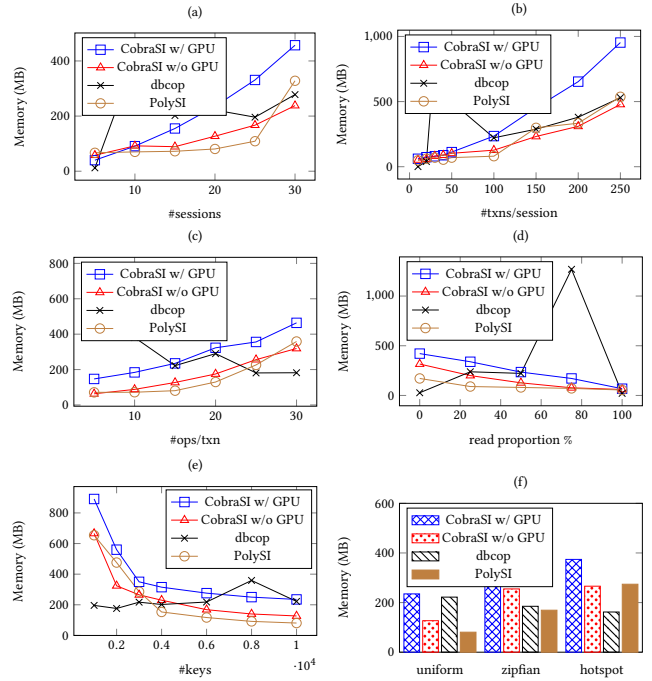 (a)
Memory (MB)
400
200
0
CobraSI w/ GPU
CobraSI w/o GPU
dbcop
PolySI
10
20
30
#sessions
(b)
Memory (MB)
1,000
500
0
CobraSI w/ GPU
CobraSI w/o GPU
dbcop
PolySI
0
50
100
150
200
250
#txns/session
(c)
Memory (MB)
800
600
400
200
0
CobraSI w/ GPU
CobraSI w/o GPU
dbcop
PolySI
10
20
30
#ops/txn
(d)
Memory (MB)
1,000
500
0
CobraSI w/ GPU
CobraSI w/o GPU
dbcop
PolySI
0
20
40
60
80
100
read proportion %
(e)
Memory (MB)
800
600
400
200
0
CobraSI w/ GPU
CobraSI w/o GPU
dbcop
PolySI
0.2
0.4
0.6
0.8
1
·10⁴
#keys
(f)
Memory (MB)
600
400
200
0
CobraSI w/ GPU
CobraSI w/o GPU
dbcop
PolySI
uniform
zipfian
hotspot